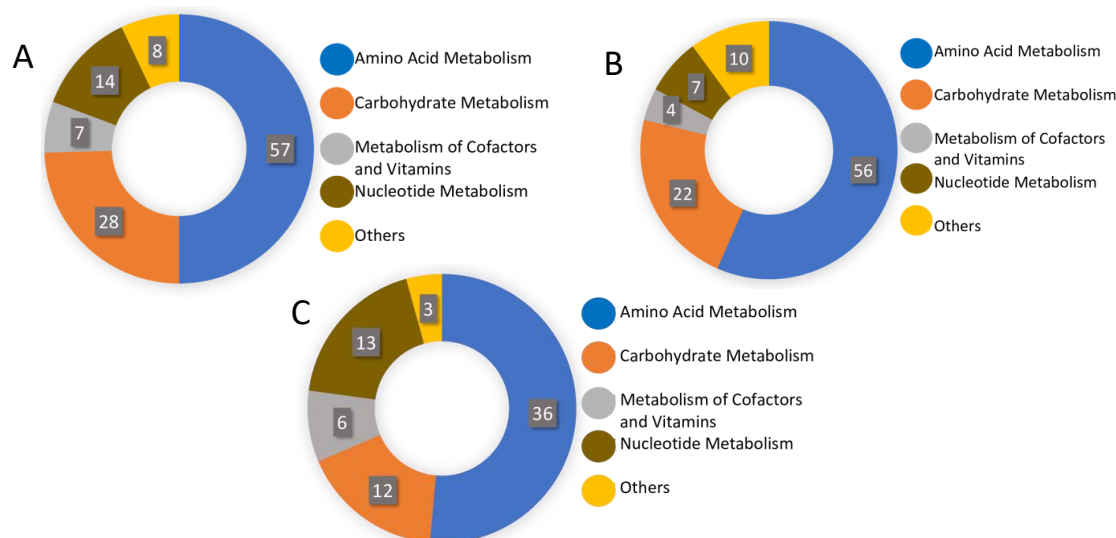 A
8
14
7
57
28
Amino Acid Metabolism
Carbohydrate Metabolism
Metabolism of Cofactors
and Vitamins
Nucleotide Metabolism
Others
B
10
7
4
56
22
Amino Acid Metabolism
Carbohydrate Metabolism
Metabolism of Cofactors
and Vitamins
Nucleotide Metabolism
Others
C
3
13
6
36
12
Amino Acid Metabolism
Carbohydrate Metabolism
Metabolism of Cofactors
and Vitamins
Nucleotide Metabolism
Others